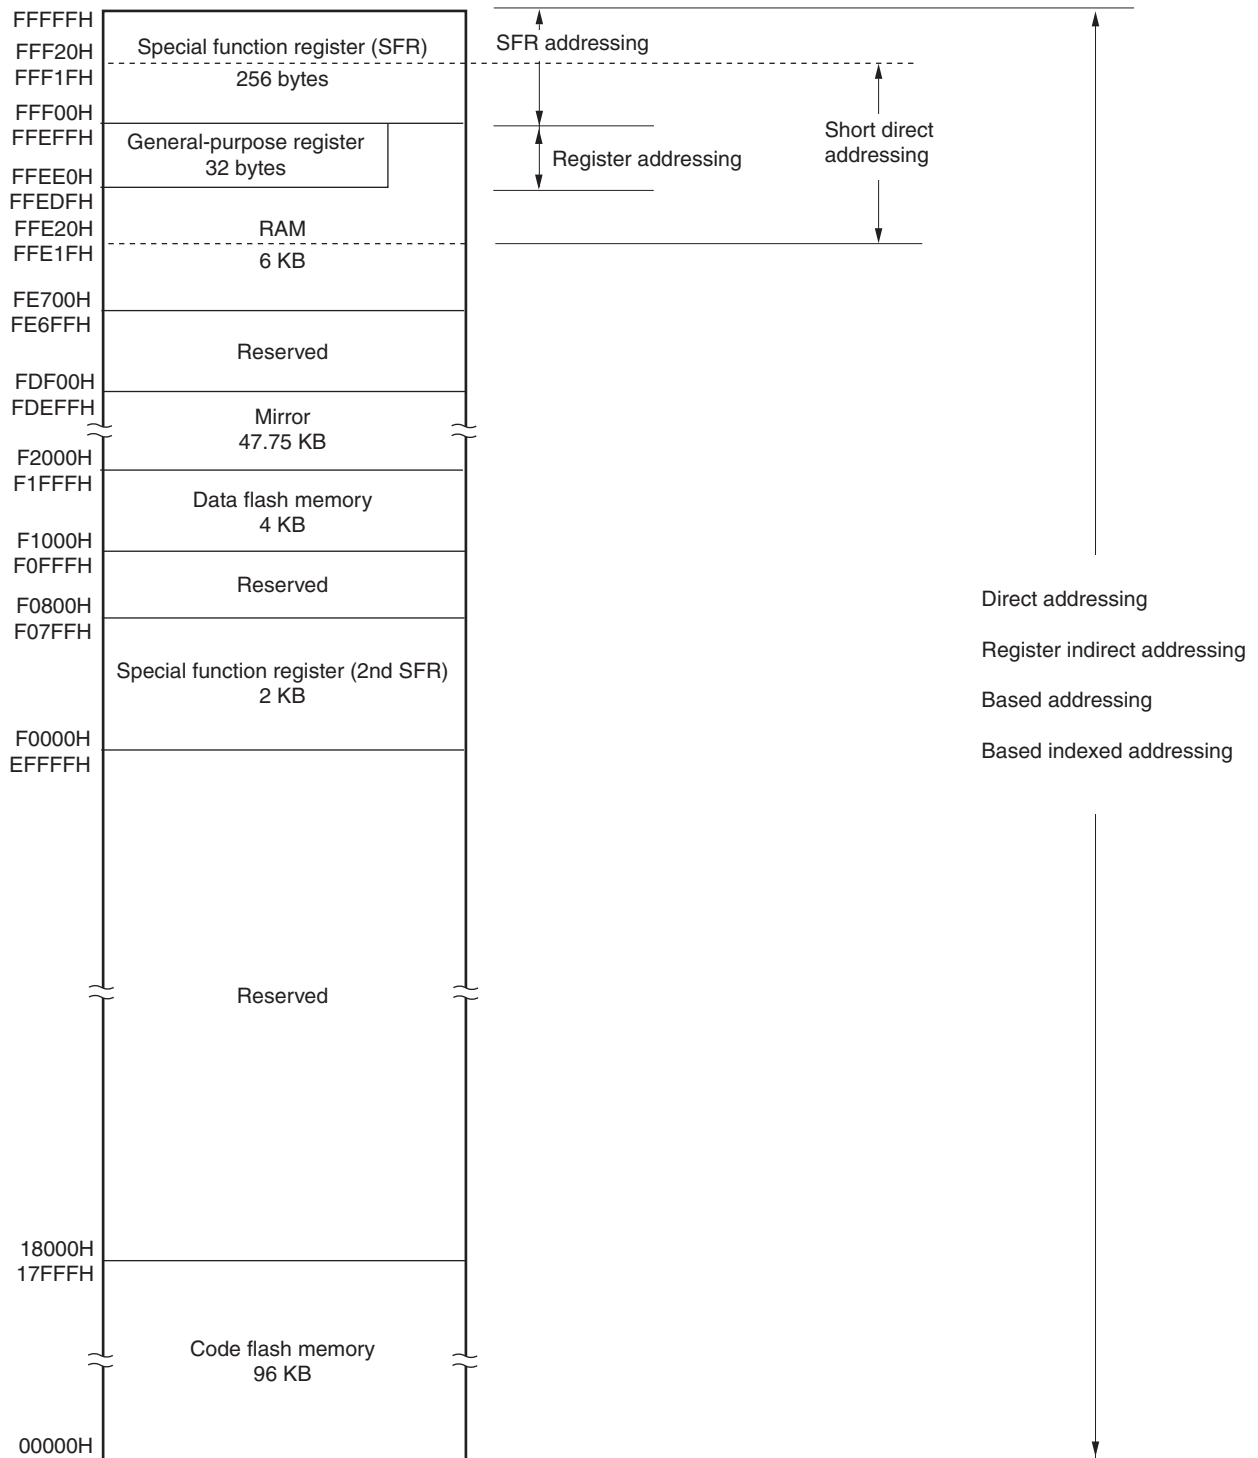 FFFFFH
FFF20H
FFF1FH
FFF00H
FFEFFH
FFEE0H
FFEDFH
FFE20H
FFE1FH
FE700H
FE6FFH
FDF00H
FDEFFH
F2000H
F1FFFH
F1000H
F0FFFH
F0800H
F07FFH
F0000H
EFFFFH
18000H
17FFFH
00000H
Special function register (SFR)
256 bytes
General-purpose register
32 bytes
RAM
6 KB
Reserved
Mirror
47.75 KB
Data flash memory
4 KB
Reserved
Special function register (2nd SFR)
2 KB
Reserved
Code flash memory
96 KB
SFR addressing
Register addressing
Short direct
addressing
Direct addressing
Register indirect addressing
Based addressing
Based indexed addressing